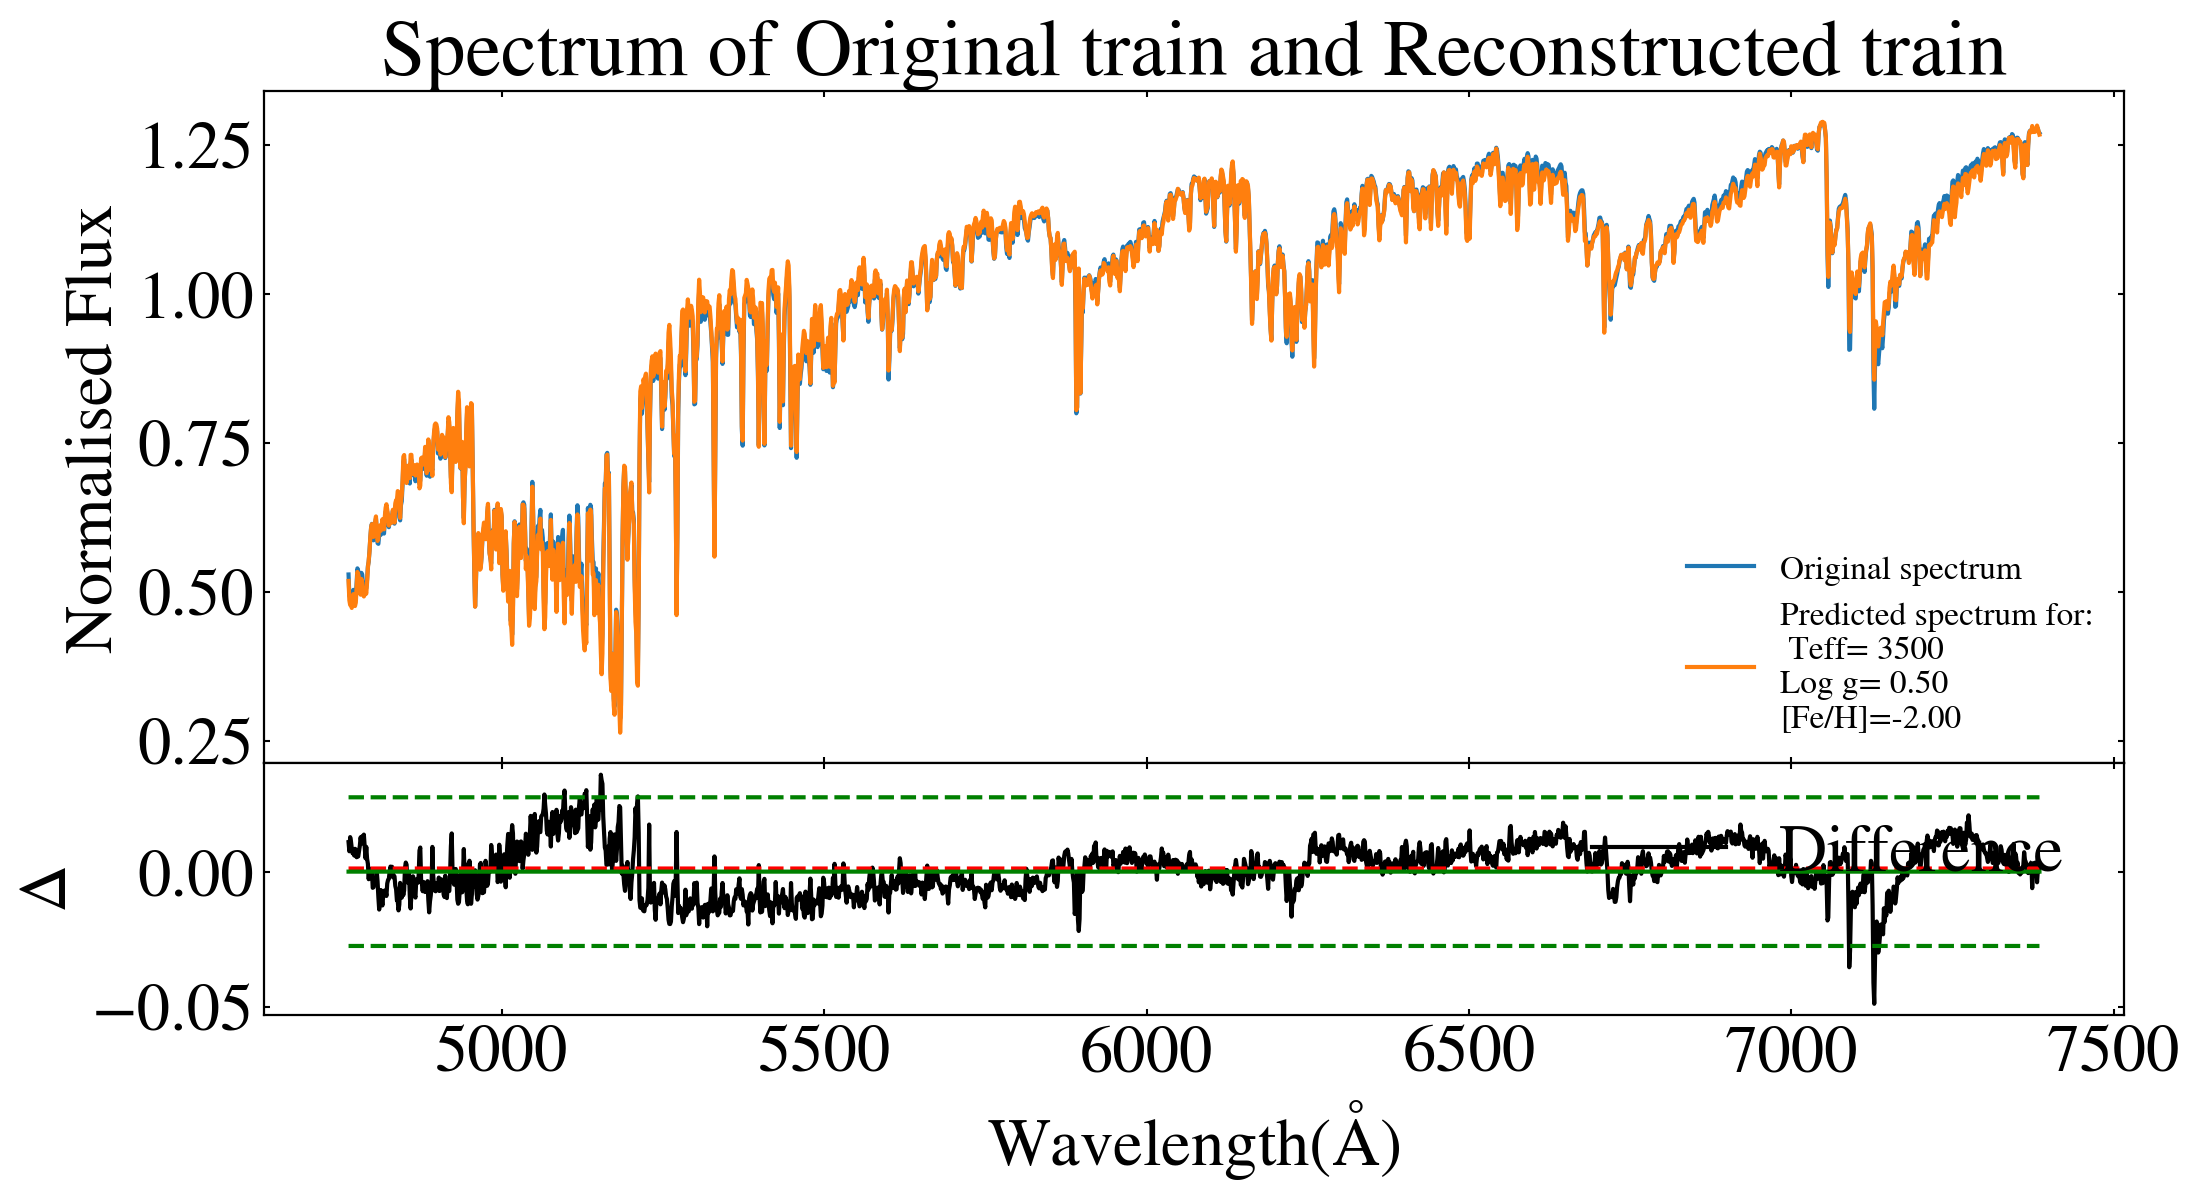 Spectrum of Original train and Reconstructed train
Normalised Flux
1.25
1.00
0.75
0.50
0.25
Original spectrum
Predicted spectrum for:
Teff= 3500
Log g= 0.50
[Fe/H]=-2.00
Δ
0.00
−0.05
Difference
5000 5500 6000 6500 7000 7500
Wavelength(Å)